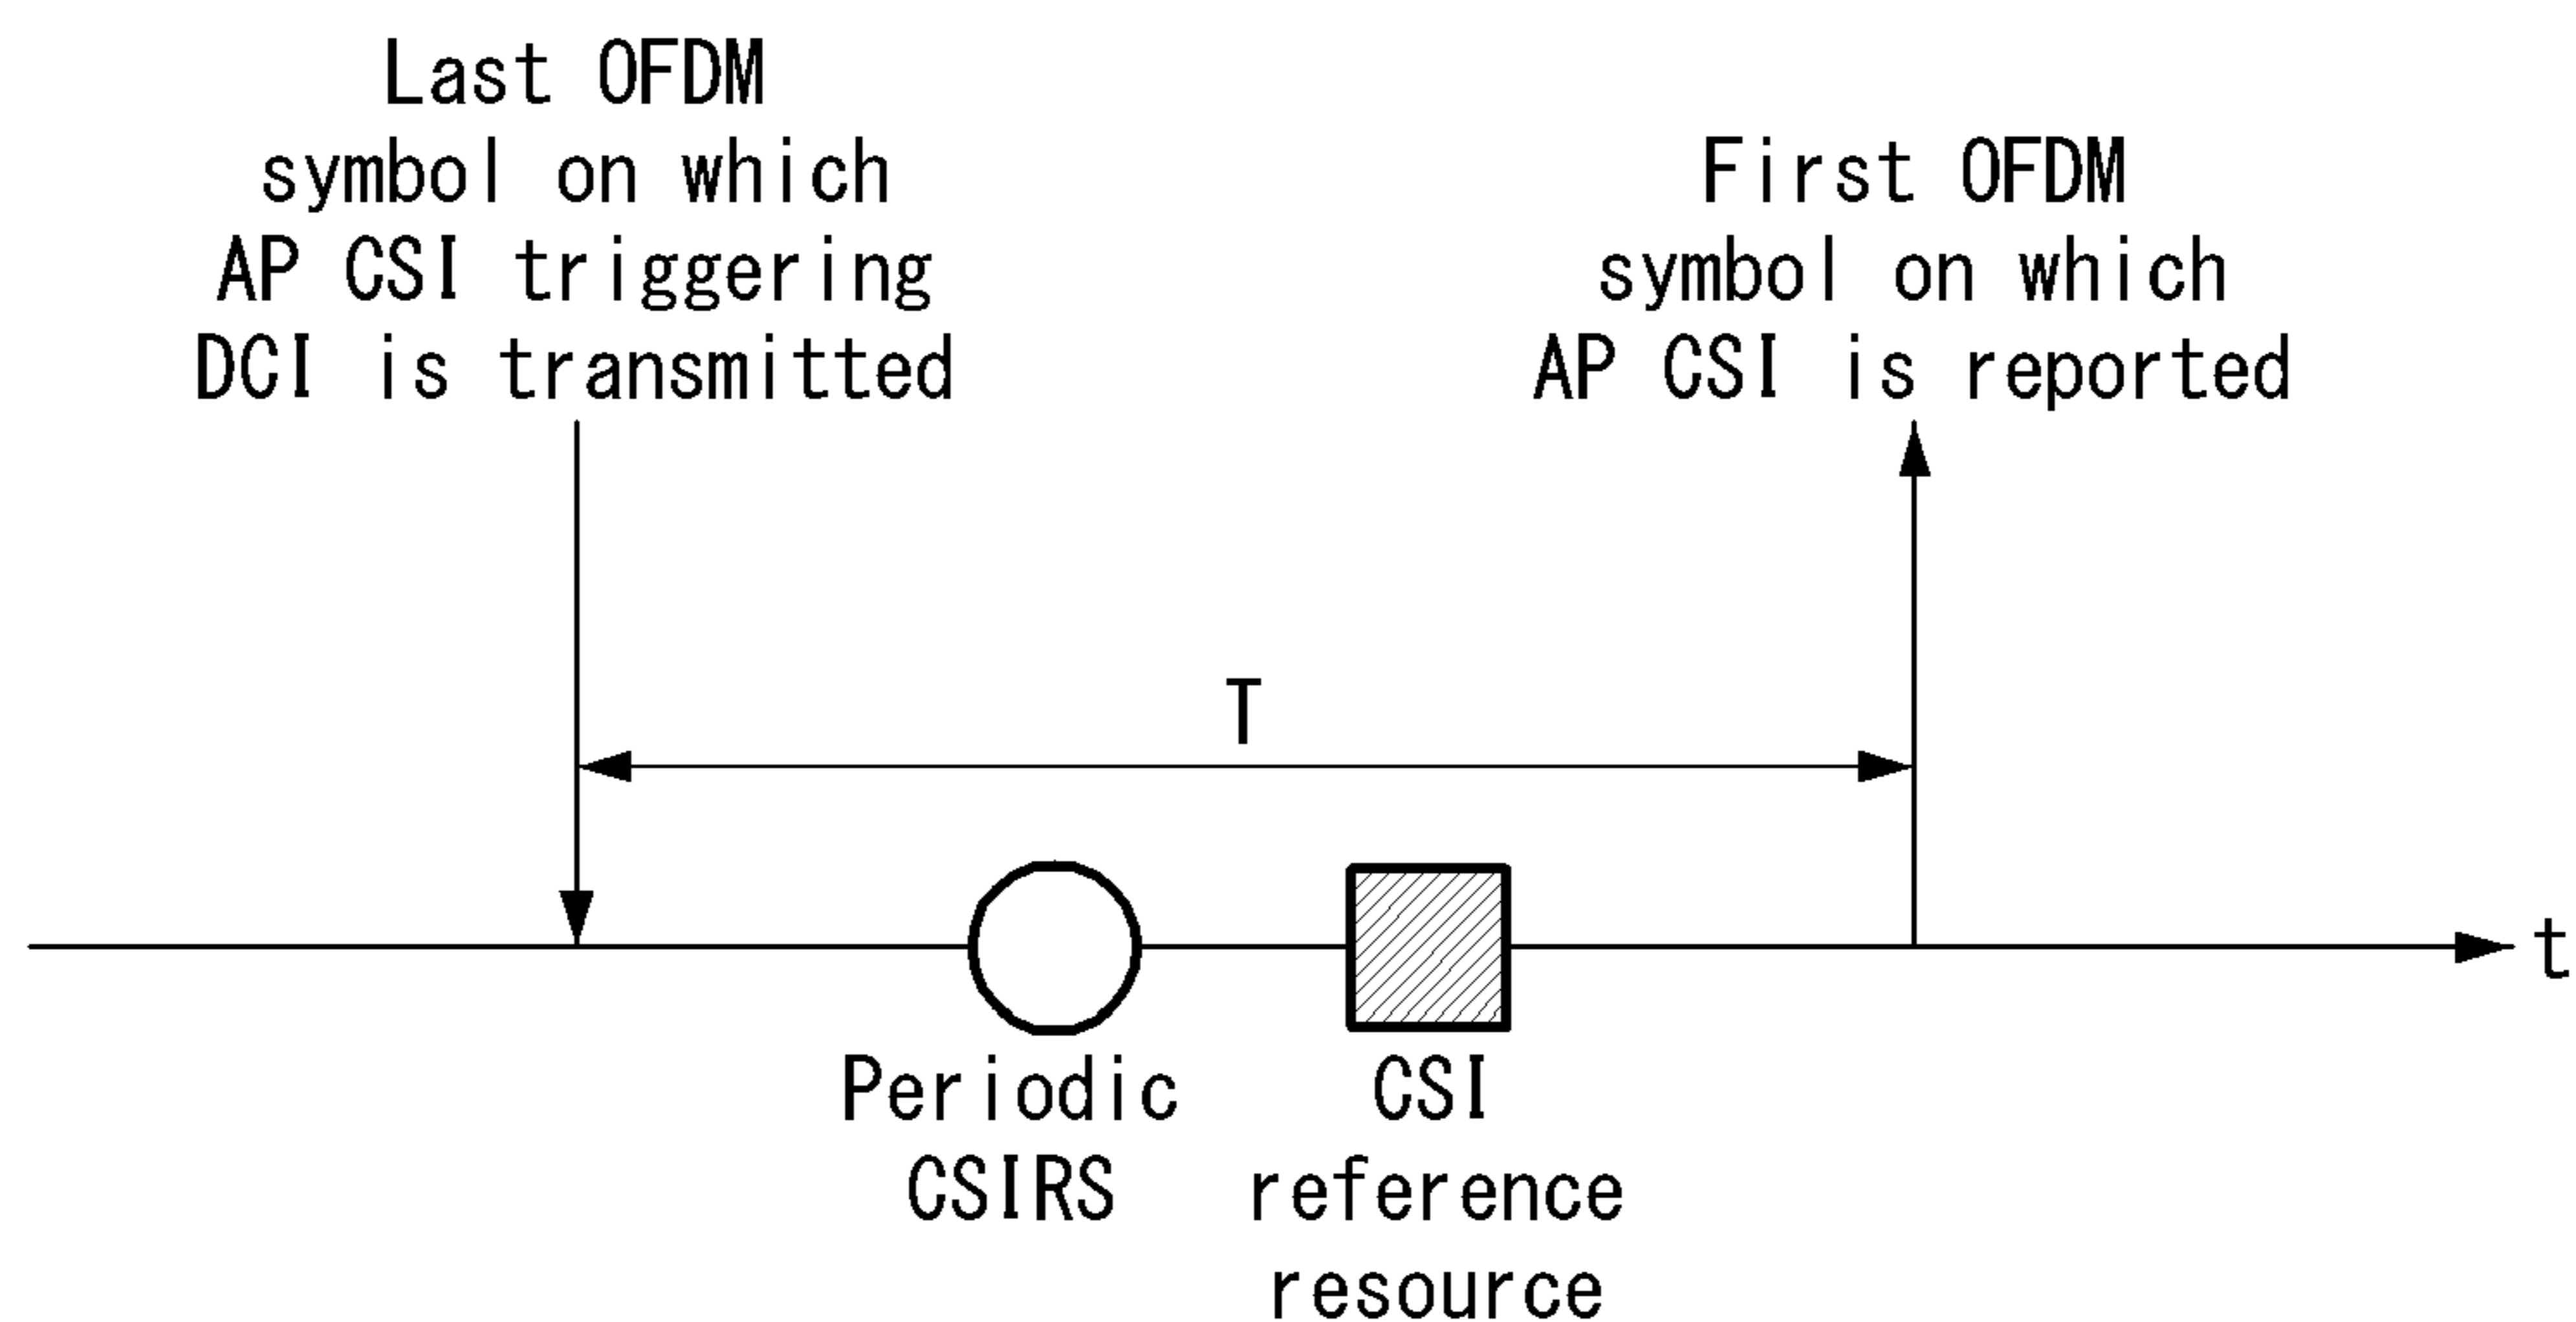 Last OFDM
symbol on which
AP CSI triggering
DCI is transmitted
First OFDM
symbol on which
AP CSI is reported
T
t
Periodic
CSIRS
CSI
reference
resource